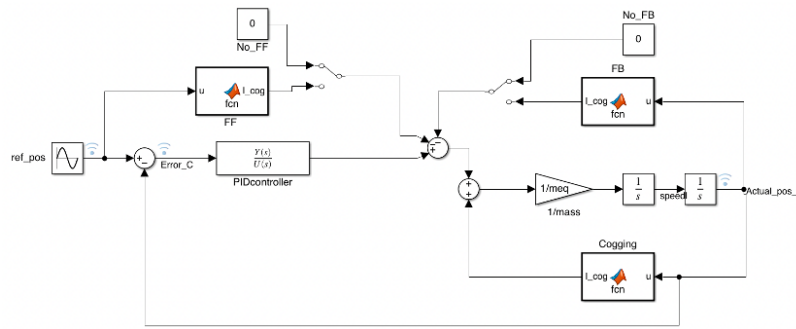 No_FB
0
0
No_FF
FB
u
I_cog
fcn
FF
I_cog
u
fcn
ref_pos
Error_C
Y(s)
U(s)
PIDcontroller
1/meq
1/mass
1
s
speedl
1
s
Actual_pos_
Cogging
I_cog
u
fcn